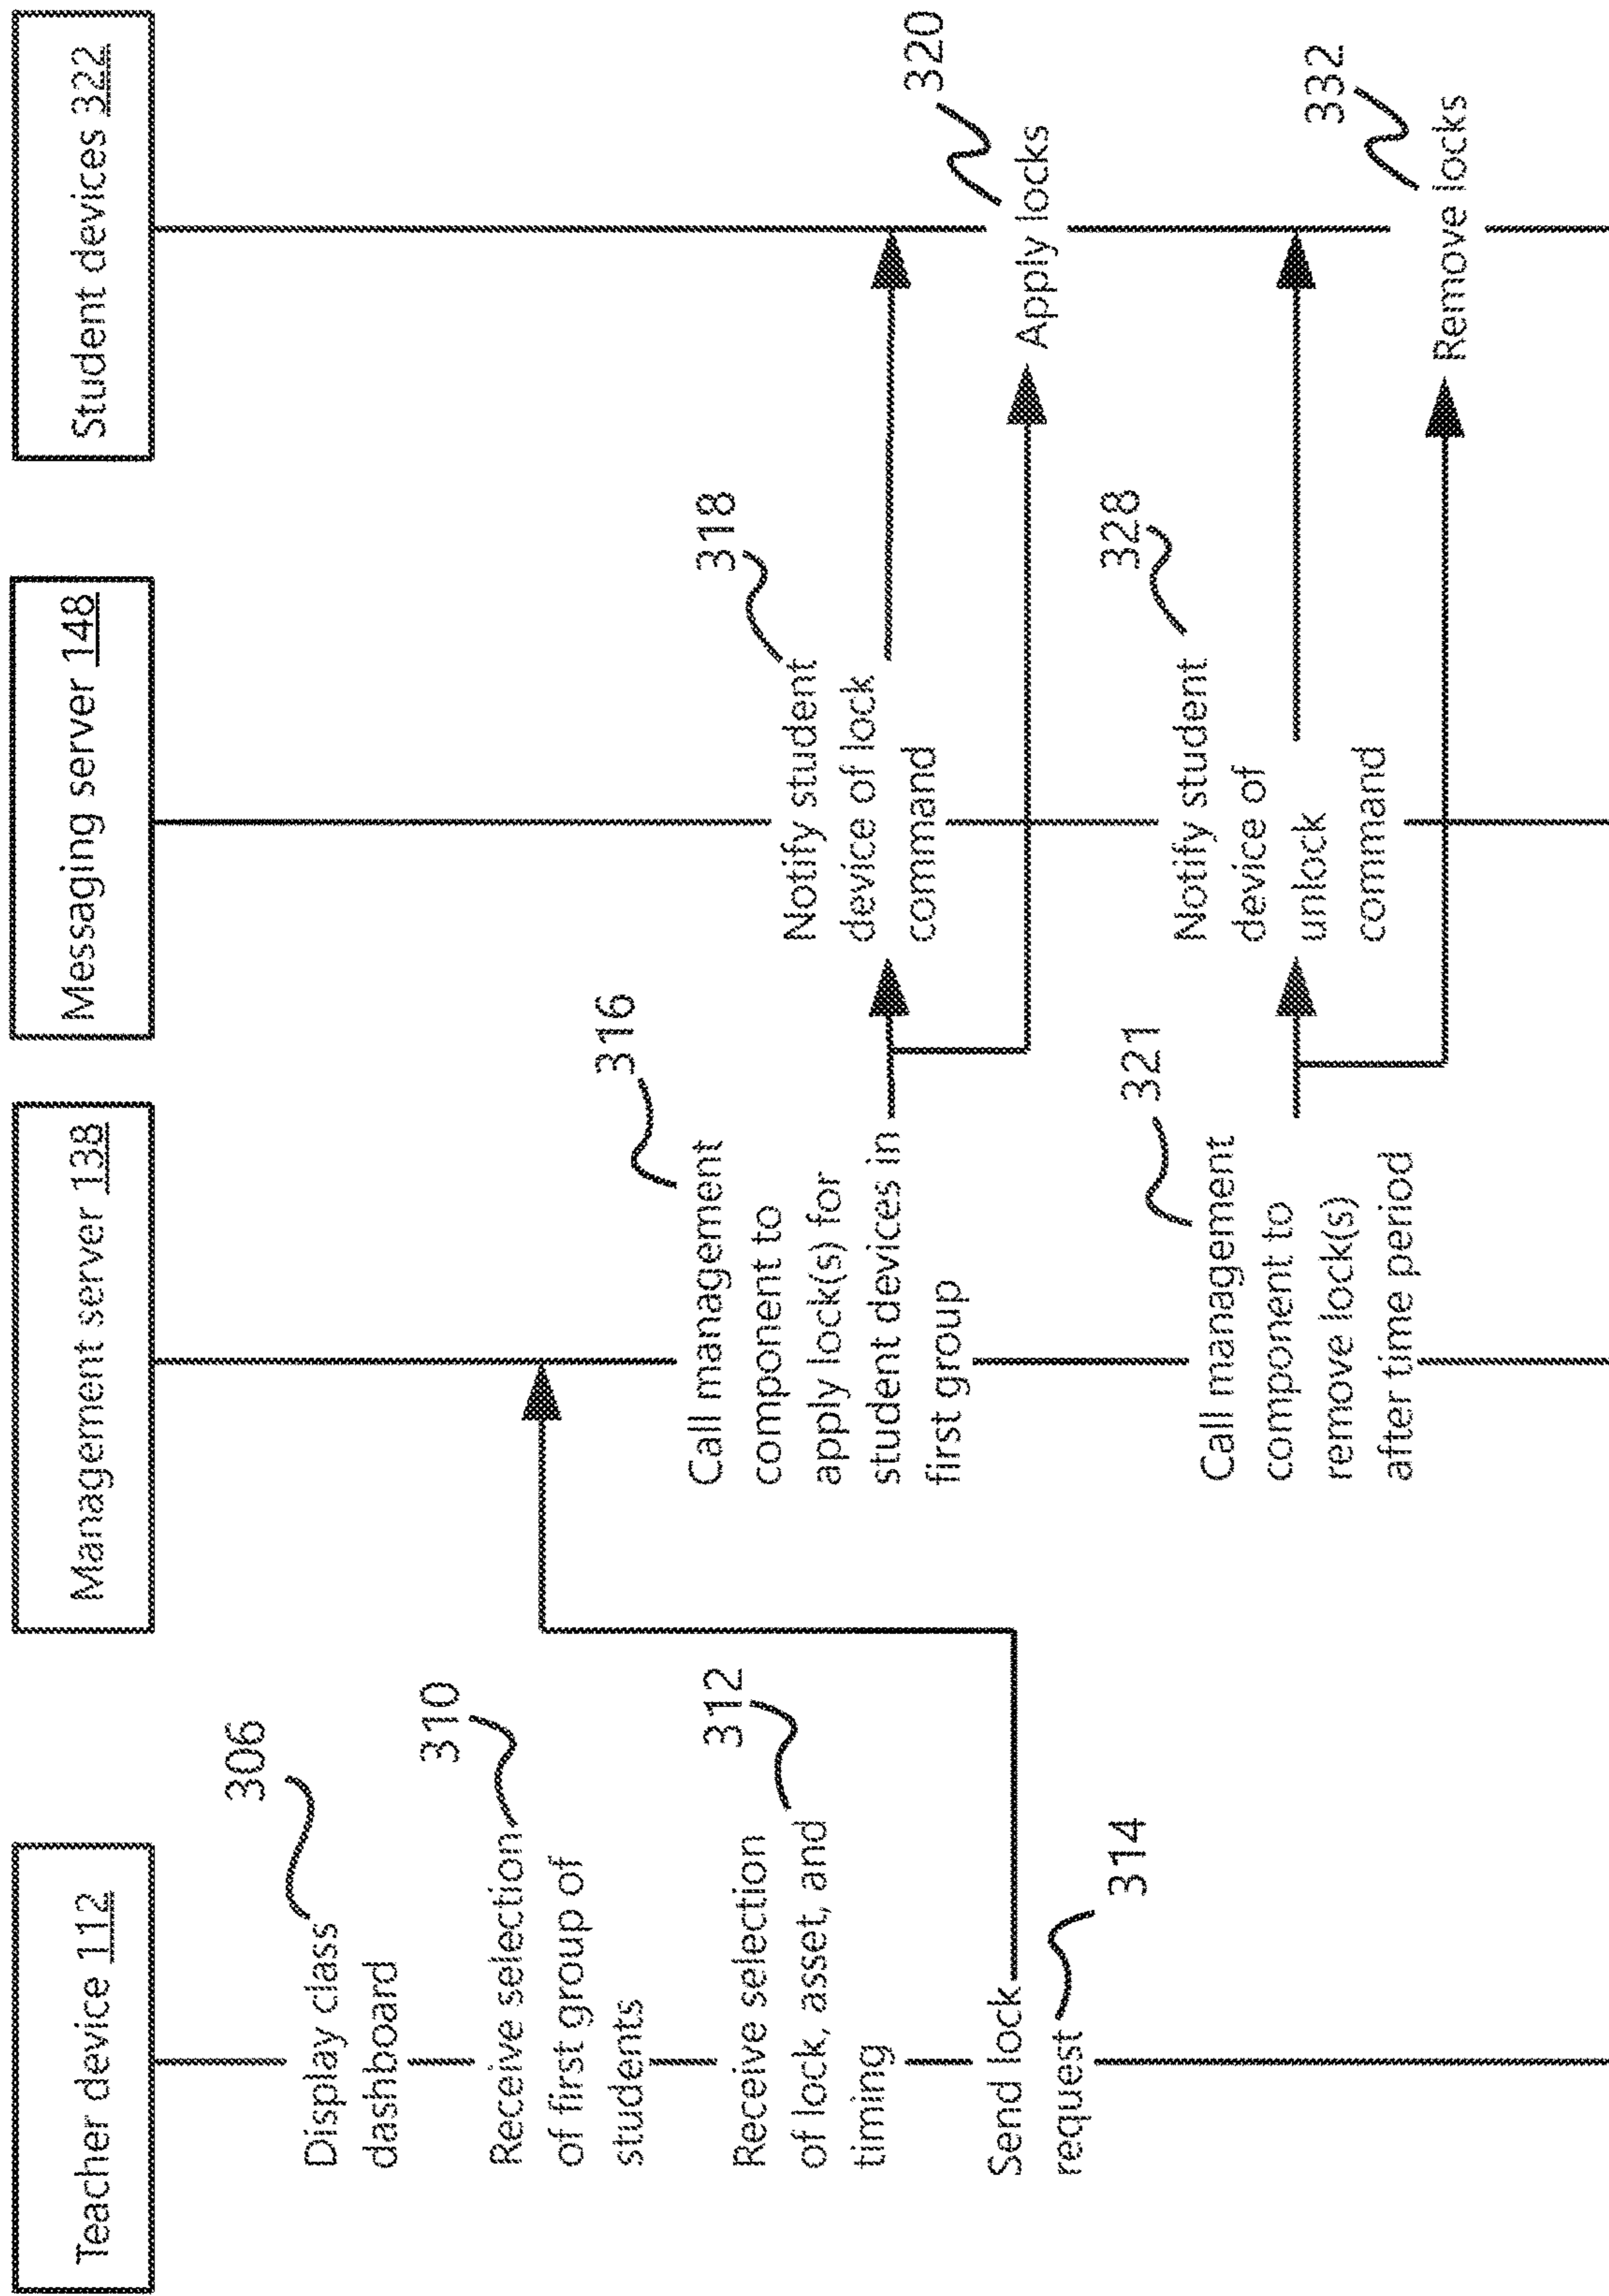 Teacher device 112
Management server 138
Messaging server 148
Student devices 322
306
Display class
dashboard
310
Receive selection
of first group of
students
312
Receive selection
of lock, asset, and
timing
Send lock
request
314
316
Call management
component to
apply lock(s) for
student devices in
first group
318
Notify student
device of lock
command
320
Apply locks
321
Call management
component to
remove lock(s)
after time period
328
Notify student
device of
unlock
command
332
Remove locks